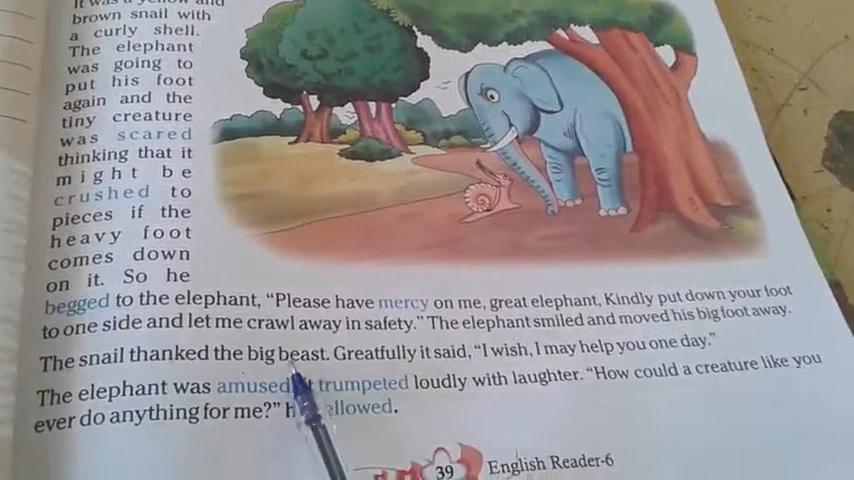 It was a yellow and
brown snail with
a curly shell.
The elephant
was going to
put his foot
again and the
tiny creature
was scared
thinking that it
might be
crushed to
pieces if the
heavy foot
comes down
on it. So he
begged to the elephant, “Please have mercy on me, great elephant, Kindly put down your foot
to one side and let me crawl away in safety.” The elephant smiled and moved his big foot away.
The snail thanked the big beast. Greatfully it said, “I wish, I may help you one day.”
The elephant was amused trumpeted loudly with laughter. “How could a creature like you
ever do anything for me?”
39 English Reader-6